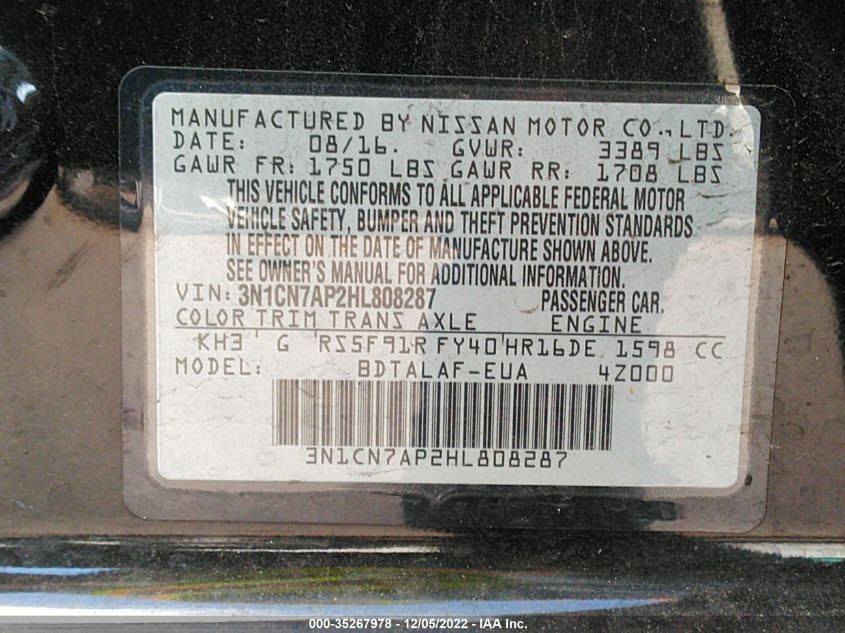 MANUFACTURED BY NISSAN MOTOR CO., LTD.
DATE: 08/16. GVWR: 3389 LBS
GAWR FR: 1750 LBS GAWR RR: 1708 LBS
THIS VEHICLE CONFORMS TO ALL APPLICABLE FEDERAL MOTOR
VEHICLE SAFETY, BUMPER AND THEFT PREVENTION STANDARDS
IN EFFECT ON THE DATE OF MANUFACTURE SHOWN ABOVE.
SEE OWNER'S MANUAL FOR ADDITIONAL INFORMATION.
VIN: 3N1CN7AP2HL808287 PASSENGER CAR.
COLOR TRIM TRANS AXLE ENGINE
KH3 G RS5F91R FY40 HR16DE 1598 CC
MODEL: BDTALAF-EUA 4Z000
3N1CN7AP2HL808287
000-35267978 - 12/05/2022 - IAA Inc.